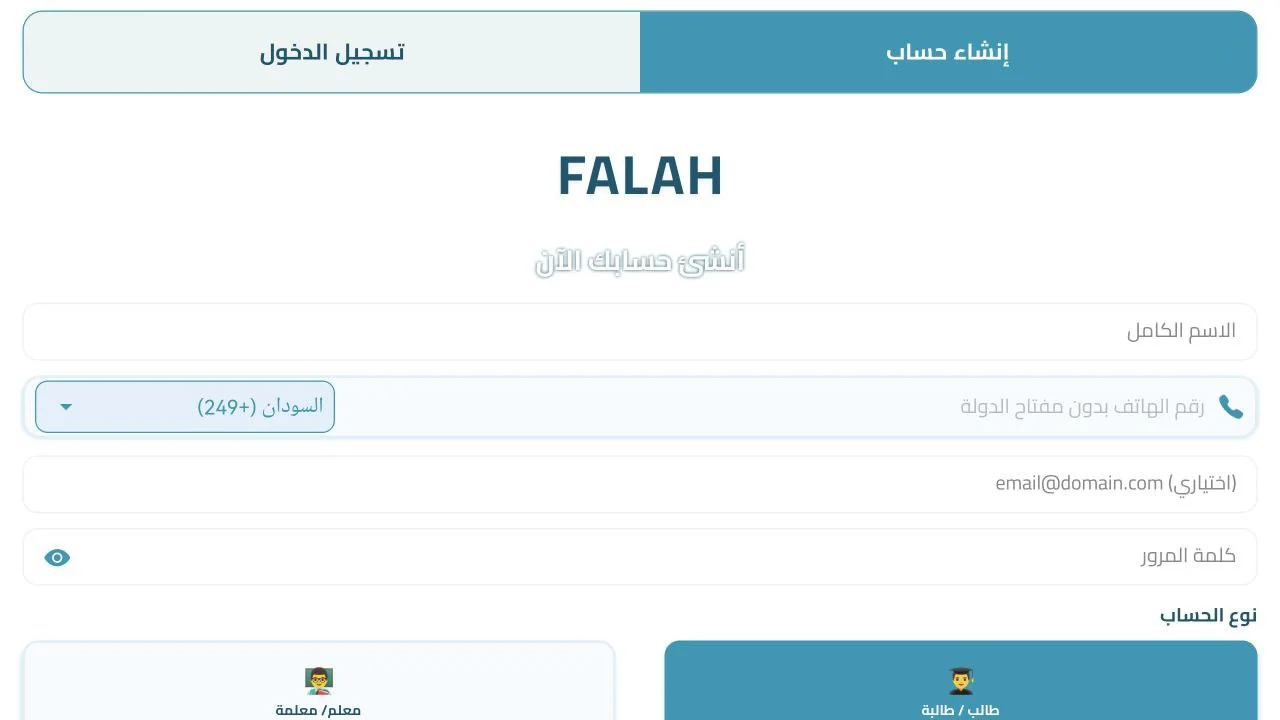 إنشاء حساب
تسجيل الدخول
FALAH
أنشئ حسابك الآن
الاسم الكامل
رقم الهاتف بدون مفتاح الدولة
السودان (+249)
(اختياري) email@domain.com
كلمة المرور
نوع الحساب
طالب / طالبة
معلم/ معلمة